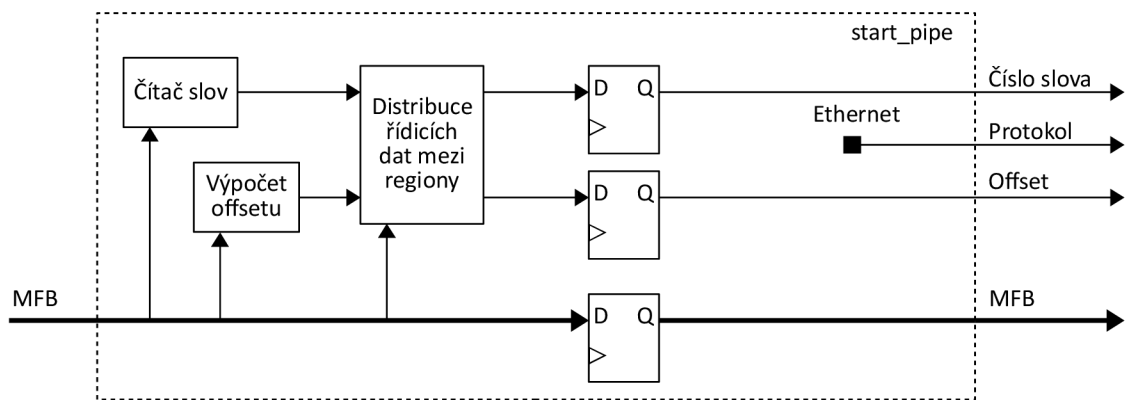 start_pipe
Čítač slov
Distribuce
řídicích
dat mezi
regiony
Výpočet
offsetu
D Q
Číslo slova
Ethernet
Protokol
D Q
Offset
MFB
D Q
MFB